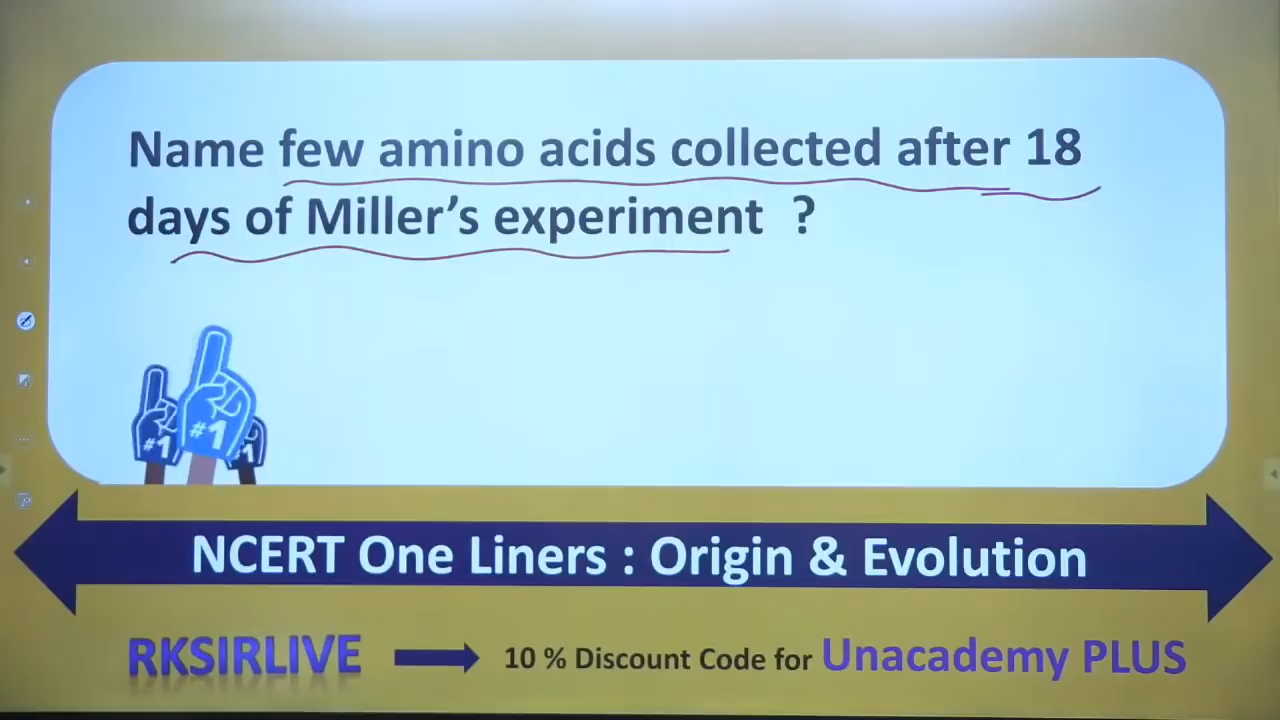 Name few amino acids collected after 18
days of Miller’s experiment ?
#1 #1 1
NCERT One Liners : Origin & Evolution
RKSIRLIVE 10 % Discount Code for Unacademy PLUS